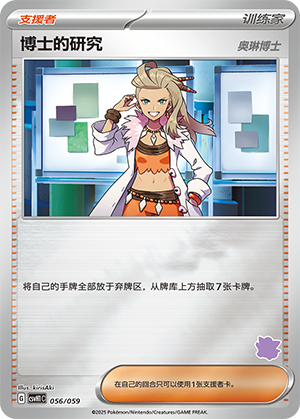 支援者
训练家
博士的研究
奥琳博士
将自己的手牌全部放于弃牌区，从牌库上方抽取7张卡牌。
Illus. kirisAki
G CSVH1 C 056/059
在自己的回合只可以使用1张支援者卡。
©2025 Pokémon/Nintendo/Creatures/GAME FREAK.